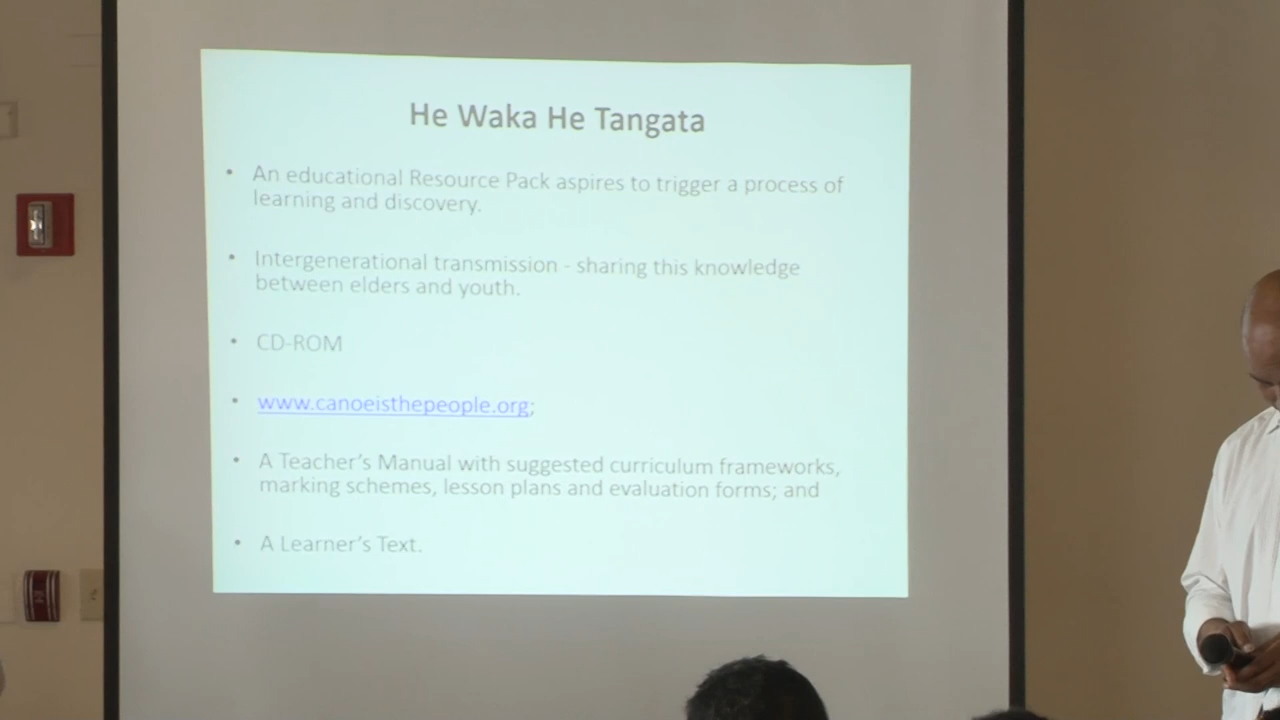 He Waka He Tangata
• An educational Resource Pack aspires to trigger a process of
learning and discovery.
• Intergenerational transmission - sharing this knowledge
between elders and youth.
• CD-ROM
• www.canoeisthepeople.org;
• A Teacher's Manual with suggested curriculum frameworks,
marking schemes, lesson plans and evaluation forms; and
• A Learner's Text.